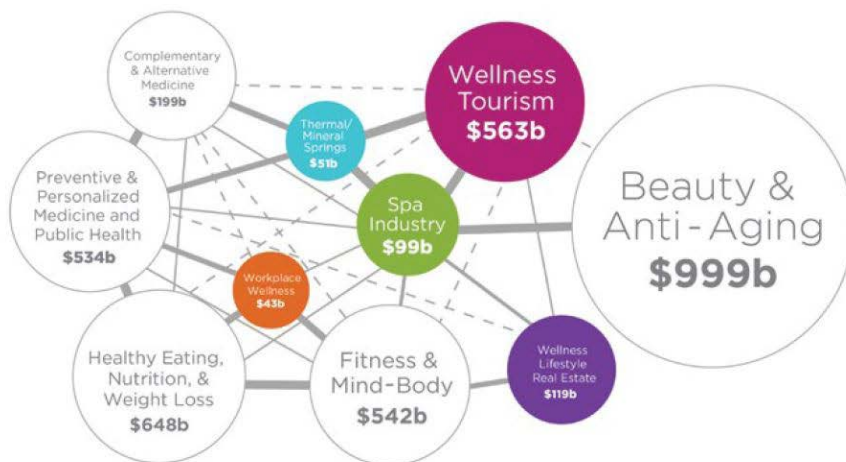 Complementary
& Alternative
Medicine
$199b
Wellness
Tourism
$563b
Thermal/
Mineral
Springs
$51b
Beauty &
Anti-Aging
$999b
Preventive &
Personalized
Medicine and
Public Health
$534b
Spa
Industry
$99b
Workplace
Wellness
$43b
Healthy Eating,
Nutrition, &
Weight Loss
$648b
Fitness &
Mind-Body
$542b
Wellness
Lifestyle
Real Estate
$119b